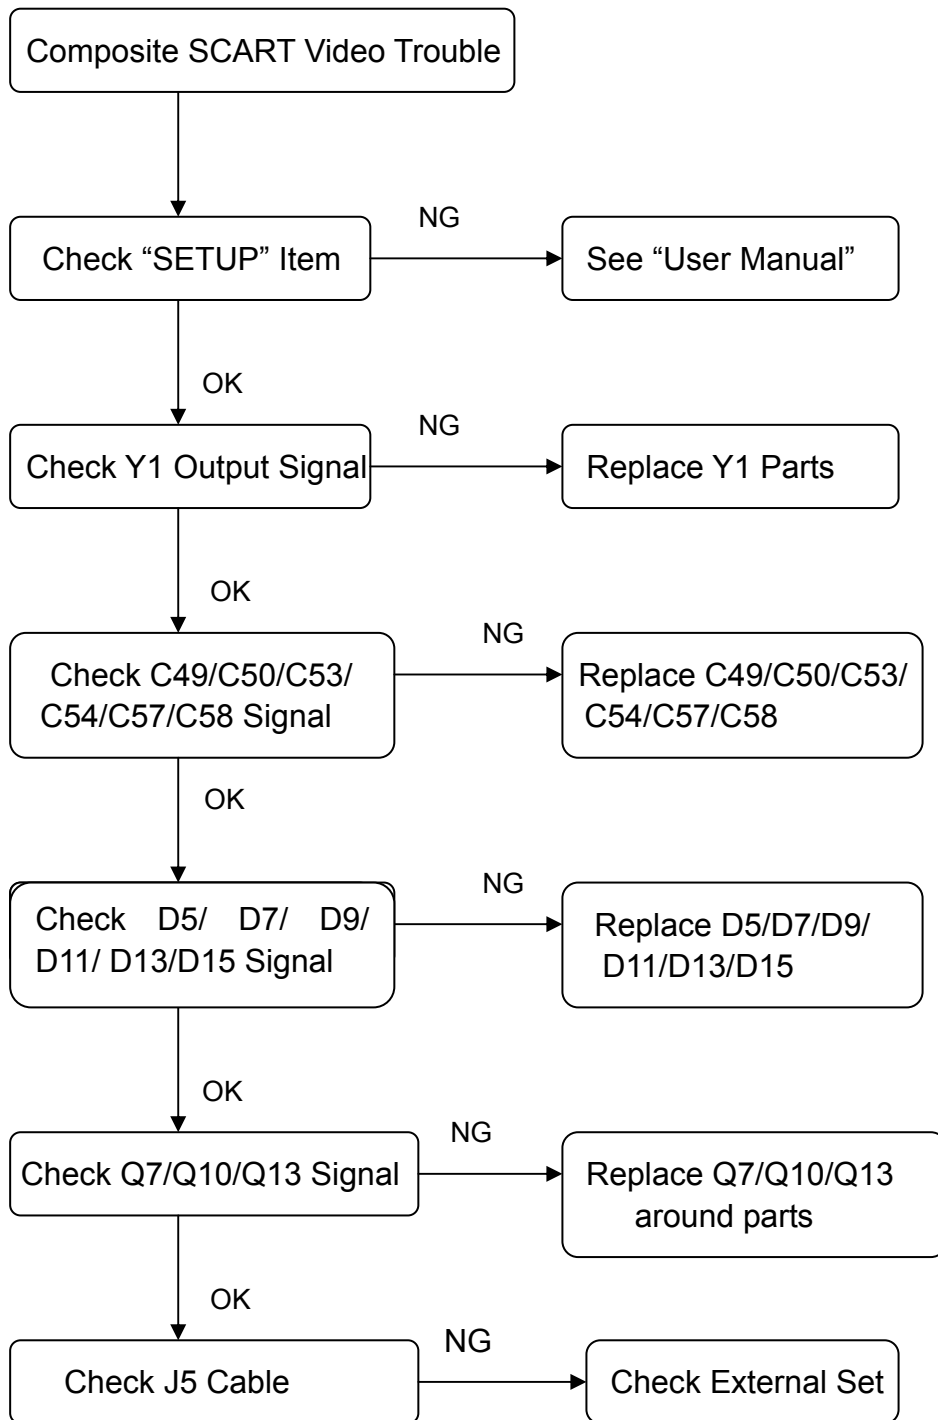 Composite SCART Video Trouble
NG
Check “SETUP” Item
See “User Manual”
OK
NG
Check Y1 Output Signal
Replace Y1 Parts
OK
NG
Check C49/C50/C53/
C54/C57/C58 Signal
Replace C49/C50/C53/
C54/C57/C58
OK
NG
Check D5/ D7/ D9/
D11/ D13/D15 Signal
Replace D5/D7/D9/
D11/D13/D15
OK
NG
Check Q7/Q10/Q13 Signal
Replace Q7/Q10/Q13
around parts
OK
NG
Check J5 Cable
Check External Set